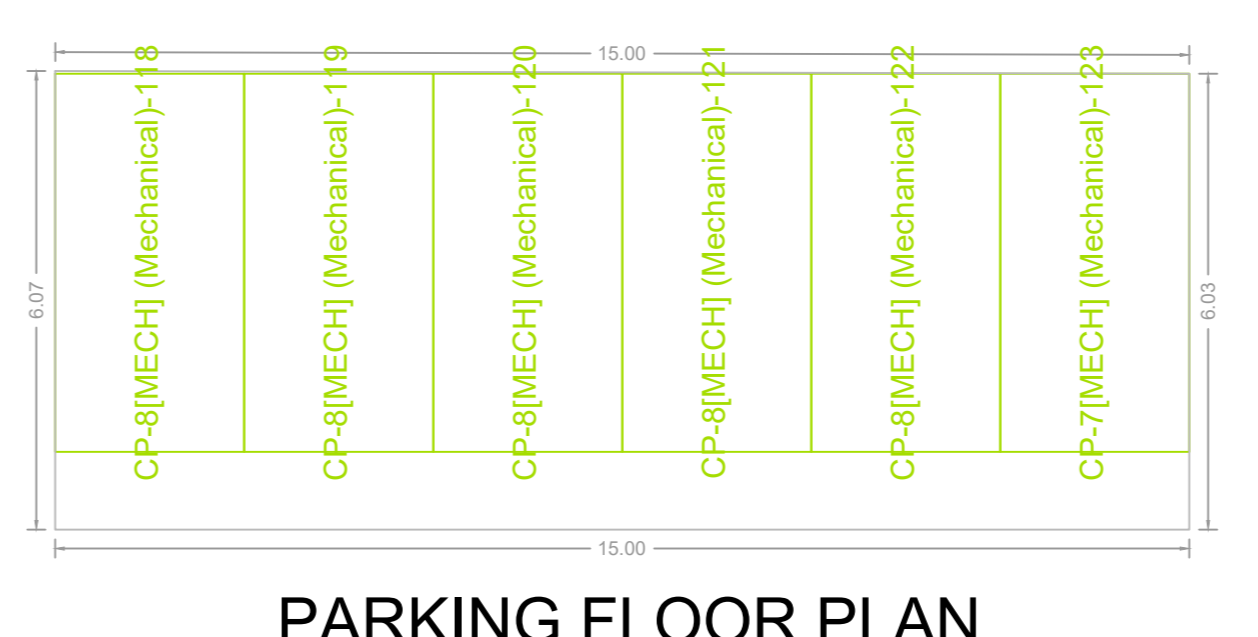 15.00
CP-8[MECH] (Mechanical)-118
CP-8[MECH] (Mechanical)-119
CP-8[MECH] (Mechanical)-120
CP-8[MECH] (Mechanical)-121
CP-8[MECH] (Mechanical)-122
CP-7[MECH] (Mechanical)-123
6.07
6.03
15.00
PARKING FLOOR PLAN